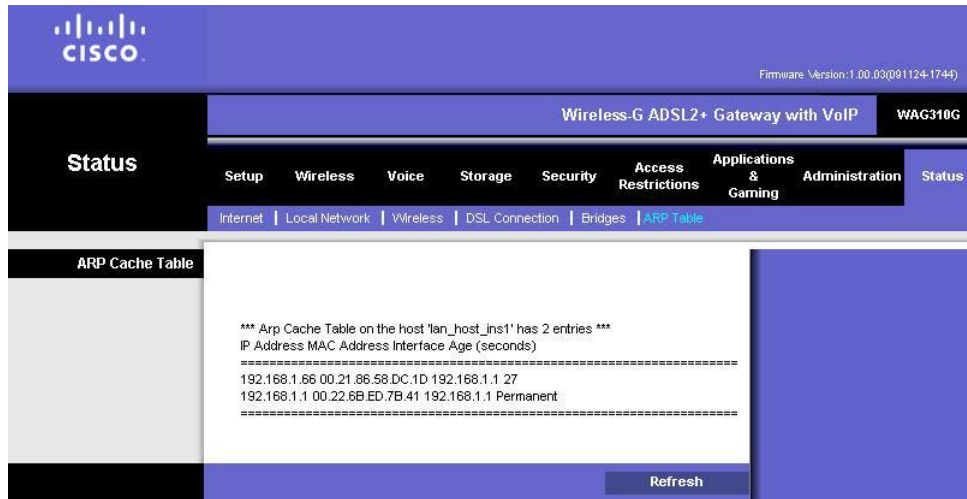 CISCO.
Firmware Version:1.00.03(091124-1744)
Wireless-G ADSL2+ Gateway with VoIP WAG310G
Status
Setup Wireless Voice Storage Security Access Restrictions Applications & Gaming Administration Status
Internet | Local Network | Wireless | DSL Connection | Bridges | ARP Table
ARP Cache Table
*** Arp Cache Table on the host 'lan_host_ins1' has 2 entries ***
IP Address MAC Address Interface Age (seconds)
=======================================================================
192.168.1.66 00.21.86.58.DC.1D 192.168.1.1 27
192.168.1.1 00.22.6B.ED.7B.41 192.168.1.1 Permanent
=======================================================================
Refresh